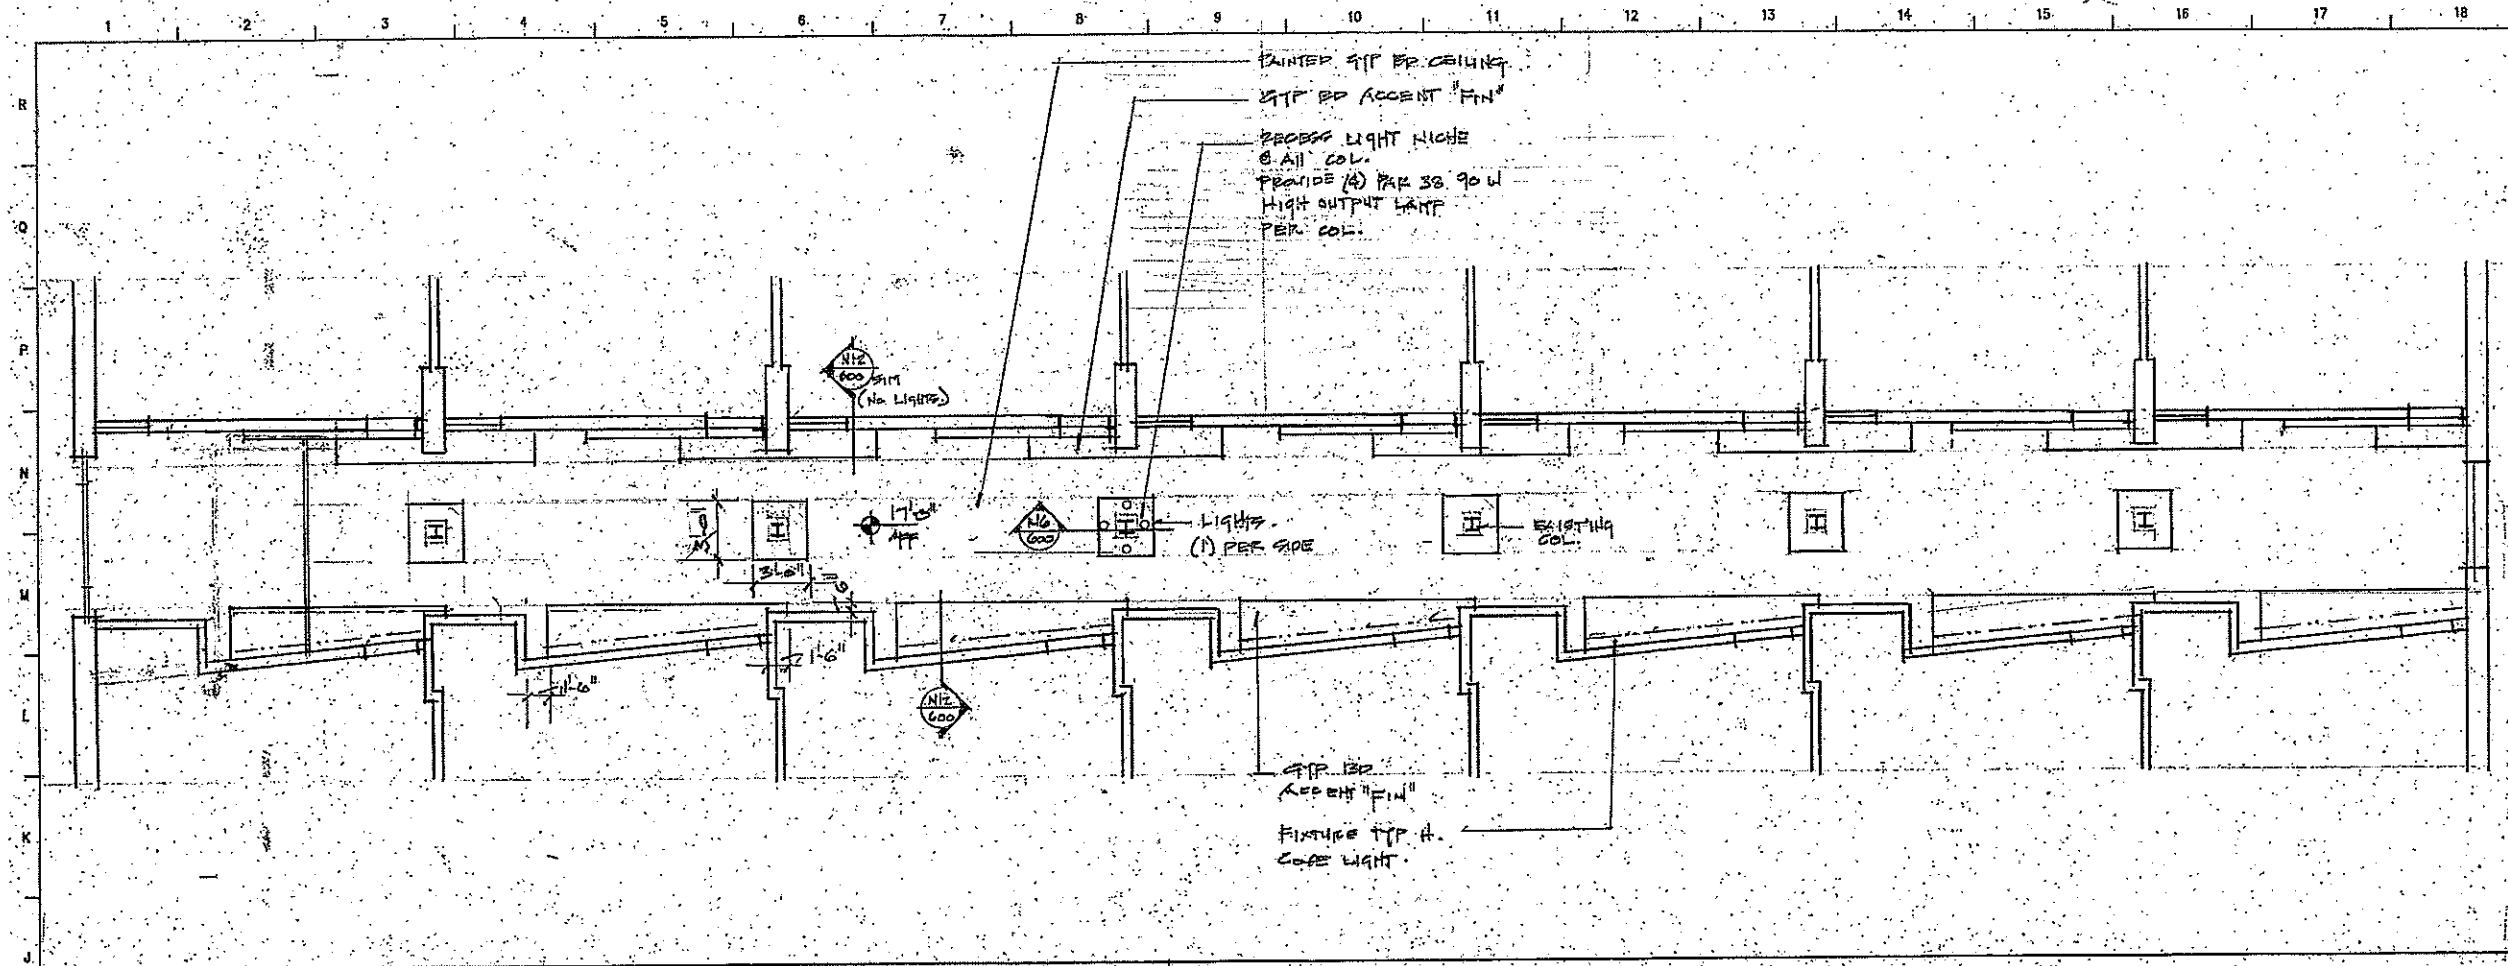 1 2 3 4 5 6 7 8 9 10 11 12 13 14 15 16 17 18
R
Q
P
N
M
L
K
J
PAINTED GYP BD CEILING
GYP BD ACCENT "FIN"
RECESS LIGHT NICHE
@ All COL.
PROVIDE (4) PAR 38 90 W
HIGH OUTPUT LAMP
PER COL.
N12
600
SIM
(No LIGHTS)
17'0"
AFF
N6
600
LIGHTS.
(1) PER SIDE
EXISTING
COL.
3'-0"
1'-6"
1'-6"
N12
600
GYP BD
ACCENT "FIN"
FIXTURE TYP H.
COVE LIGHT.